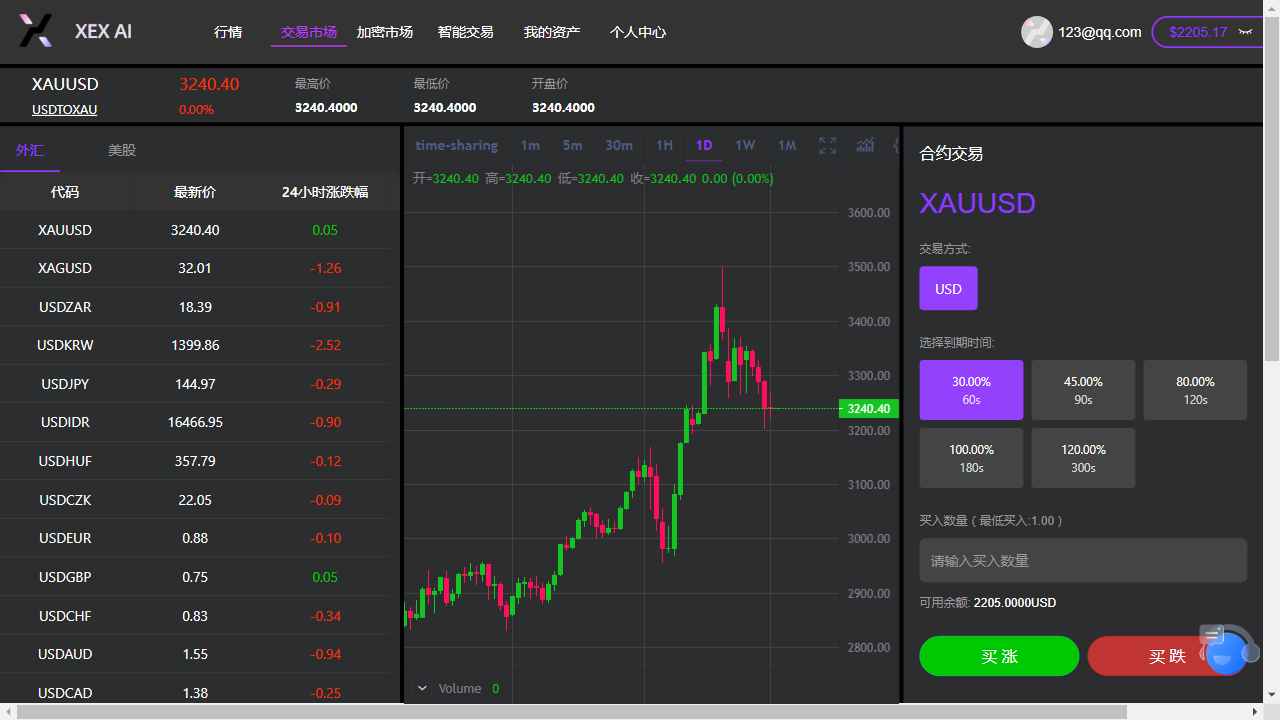 XEX AI 行情 交易市场 加密市场 智能交易 我的资产 个人中心 123@qq.com $2205.17
XAUUSD 3240.40 最高价 最低价 开盘价
USDTOXAU 0.00% 3240.4000 3240.4000 3240.4000
外汇 美股
代码 最新价 24小时涨跌幅
XAUUSD 3240.40 0.05
XAGUSD 32.01 -1.26
USDZAR 18.39 -0.91
USDKRW 1399.86 -2.52
USDJPY 144.97 -0.29
USDIDR 16466.95 -0.90
USDHUF 357.79 -0.12
USDCZK 22.05 -0.09
USDEUR 0.88 -0.10
USDGBP 0.75 0.05
USDCHF 0.83 -0.34
USDAUD 1.55 -0.94
USDCAD 1.38 -0.25
time-sharing 1m 5m 30m 1H 1D 1W 1M
开=3240.40 高=3240.40 低=3240.40 收=3240.40 0.00 (0.00%)
3600.00
3500.00
3400.00
3300.00
3240.40
3200.00
3100.00
3000.00
2900.00
2800.00
Volume 0
合约交易
XAUUSD
交易方式:
USD
选择到期时间:
30.00% 45.00% 80.00%
60s 90s 120s
100.00% 120.00%
180s 300s
买入数量 ( 最低买入:1.00 )
请输入买入数量
可用余额: 2205.0000USD
买涨 买跌